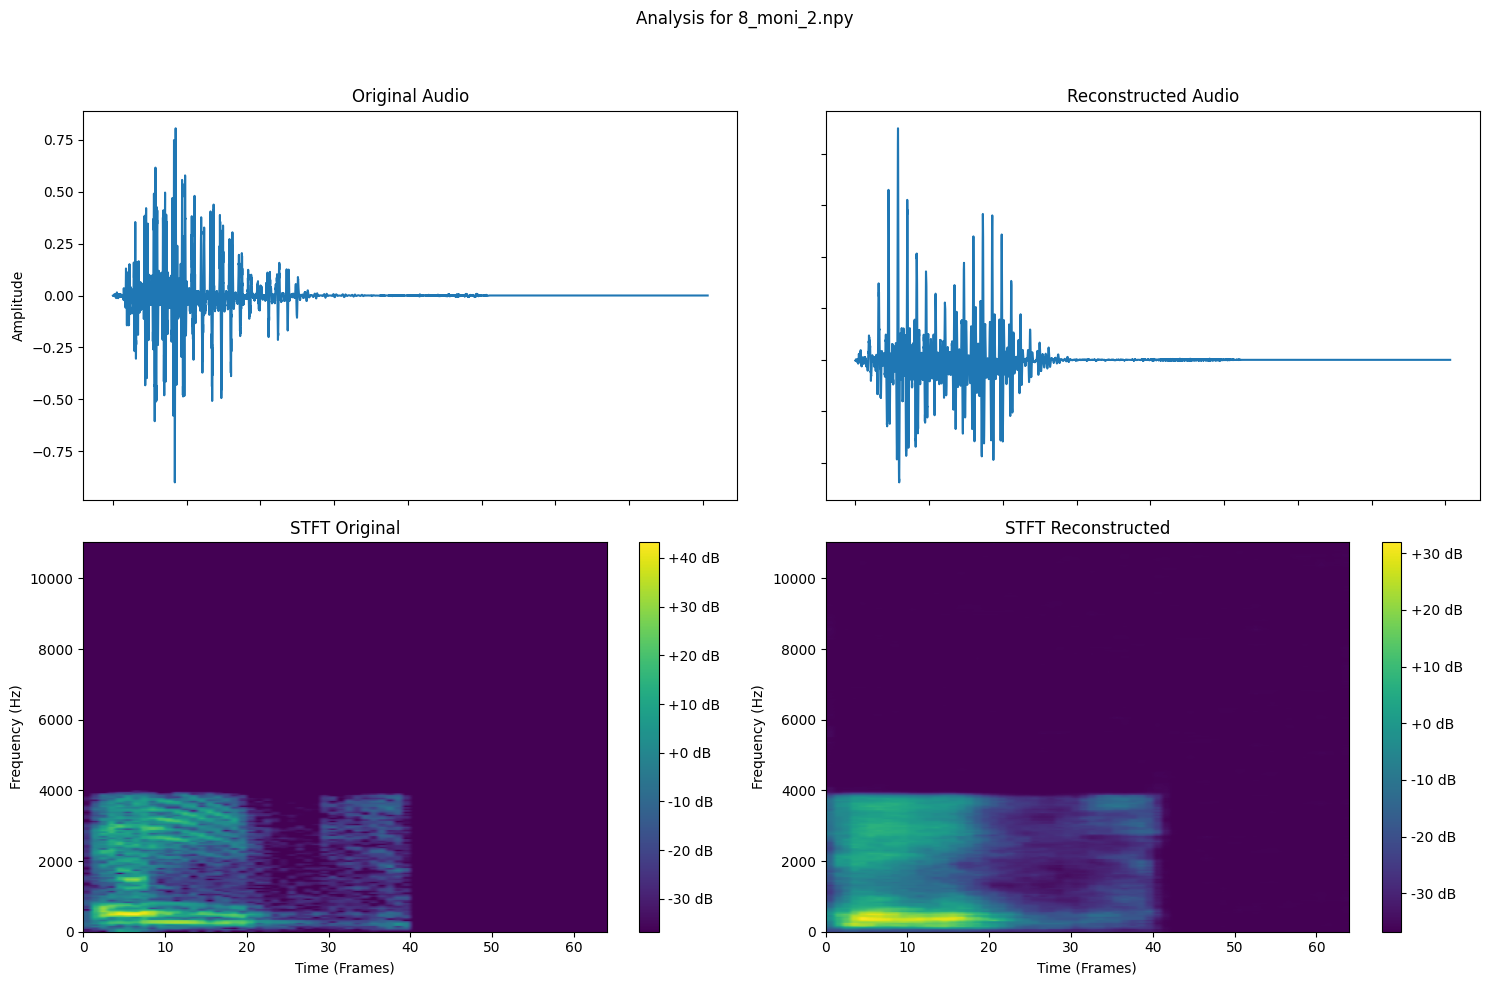 Analysis for 8_moni_2.npy
Original Audio
Reconstructed Audio
0.75
0.50
0.25
0.00
−0.25
−0.50
−0.75
Amplitude
STFT Original
STFT Reconstructed
10000
8000
6000
4000
2000
0
Frequency (Hz)
0 10 20 30 40 50 60
Time (Frames)
+40 dB
+30 dB
+20 dB
+10 dB
+0 dB
-10 dB
-20 dB
-30 dB
10000
8000
6000
4000
2000
0
Frequency (Hz)
0 10 20 30 40 50 60
Time (Frames)
+30 dB
+20 dB
+10 dB
+0 dB
-10 dB
-20 dB
-30 dB